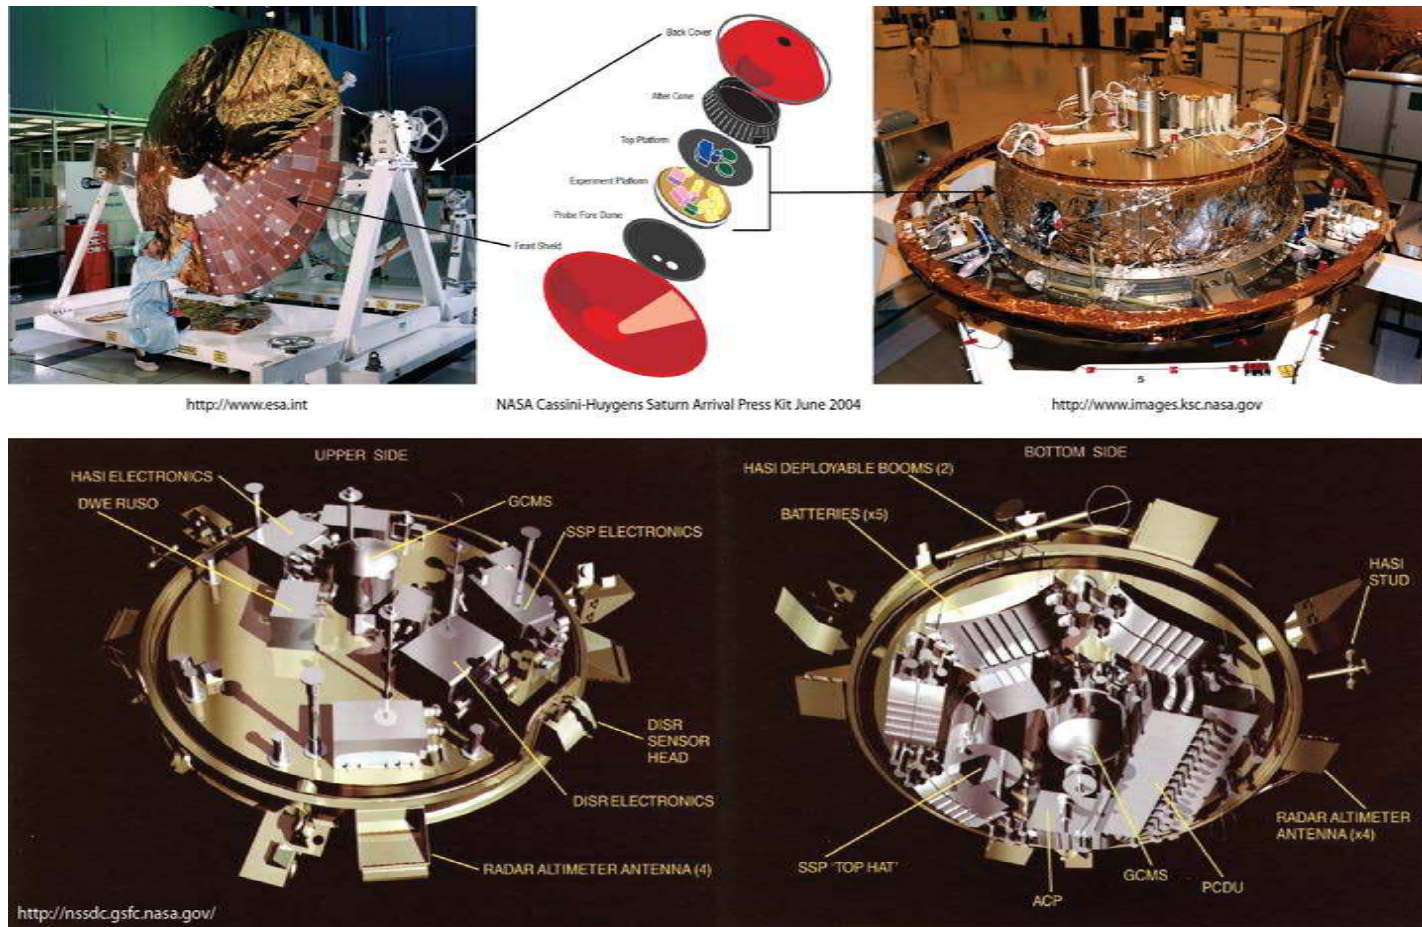 Back Cover
After Cone
Top Platform
Experiment Platform
Probe Fore Dome
Front Shield
5
http://www.esa.int
NASA Cassini-Huygens Saturn Arrival Press Kit June 2004
http://www.images.ksc.nasa.gov
UPPER SIDE
HASI ELECTRONICS
DWE RUSO
GCMS
SSP ELECTRONICS
DISR
SENSOR
HEAD
DISR ELECTRONICS
RADAR ALTIMETER ANTENNA (4)
http://nssdc.gsfc.nasa.gov/
BOTTOM SIDE
HASI DEPLOYABLE BOOMS (2)
BATTERIES (x5)
HASI
STUD
RADAR ALTIMETER
ANTENNA (x4)
SSP 'TOP HAT'
ACP
GCMS
PCDU